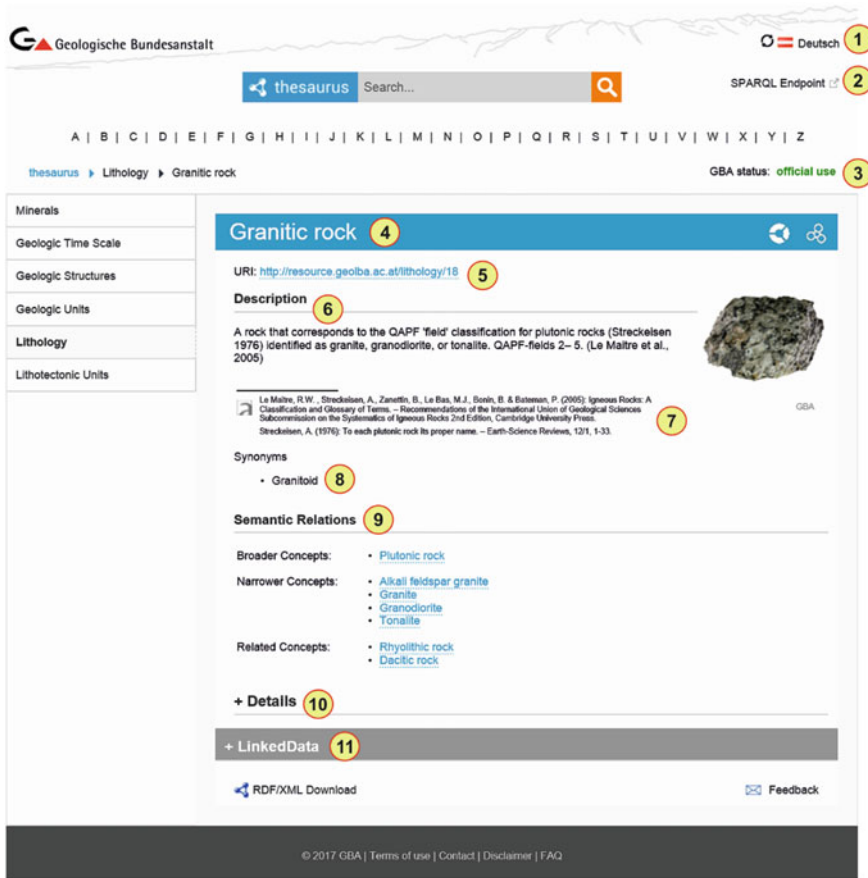 Geologische Bundesanstalt
Deutsch
1
thesaurus Search...
SPARQL Endpoint
2
A | B | C | D | E | F | G | H | I | J | K | L | M | N | O | P | Q | R | S | T | U | V | W | X | Y | Z
thesaurus Lithology Granitic rock
GBA status: official use
3
Minerals
Geologic Time Scale
Geologic Structures
Geologic Units
Lithology
Lithotectonic Units
Granitic rock 4
URI: http://resource.geolba.ac.at/lithology/18 5
Description 6
A rock that corresponds to the QAPF 'field' classification for plutonic rocks (Streckeisen
1976) identified as granite, granodiorite, or tonalite. QAPF-fields 2– 5. (Le Maitre et al.,
2005)
GBA
Le Maitre, R.W. , Streckeisen, A., Zanettin, B., Le Bas, M.J., Bonin, B. & Bateman, P. (2005): Igneous Rocks: A
Classification and Glossary of Terms. – Recommendations of the International Union of Geological Sciences
Subcommission on the Systematics of Igneous Rocks 2nd Edition, Cambridge University Press.
Streckeisen, A. (1976): To each plutonic rock its proper name. – Earth-Science Reviews, 12/1, 1-33.
7
Synonyms
• Granitoid 8
Semantic Relations 9
Broader Concepts: • Plutonic rock
Narrower Concepts: • Alkali feldspar granite
• Granite
• Granodiorite
• Tonalite
Related Concepts: • Rhyolithic rock
• Dacitic rock
+ Details 10
+ LinkedData 11
RDF/XML Download
Feedback
© 2017 GBA | Terms of use | Contact | Disclaimer | FAQ